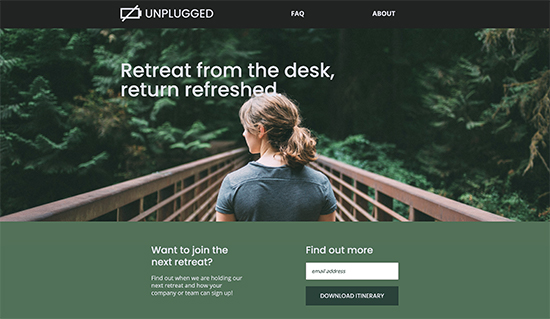 UNPLUGGED
FAQ
ABOUT
Retreat from the desk,
return refreshed.
Want to join the
next retreat?
Find out when we are holding our
next retreat and how your
company or team can sign up!
Find out more
email address
DOWNLOAD ITINERARY